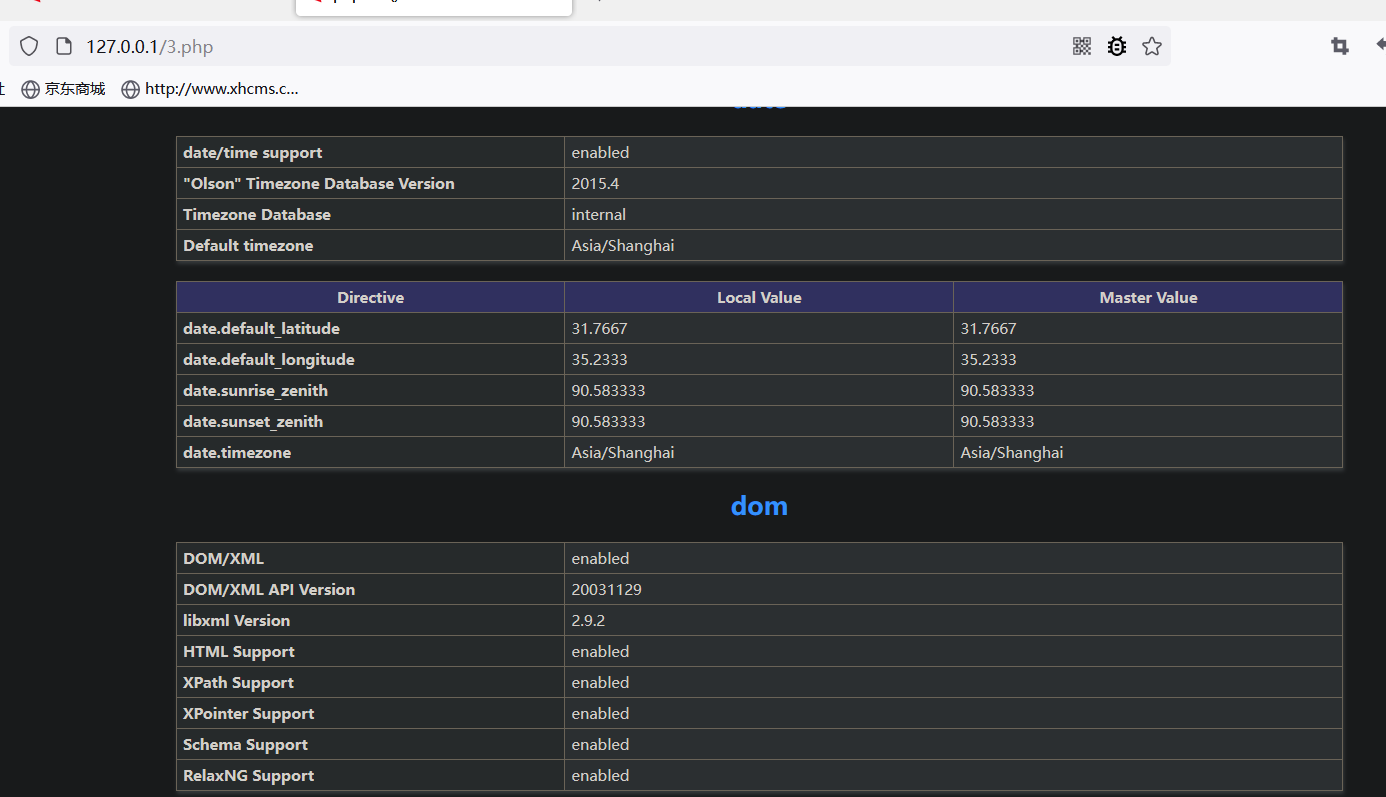 127.0.0.1/3.php
京东商城 http://www.xhcms.c...
date/time support enabled
"Olson" Timezone Database Version 2015.4
Timezone Database internal
Default timezone Asia/Shanghai
Directive Local Value Master Value
date.default_latitude 31.7667 31.7667
date.default_longitude 35.2333 35.2333
date.sunrise_zenith 90.583333 90.583333
date.sunset_zenith 90.583333 90.583333
date.timezone Asia/Shanghai Asia/Shanghai
dom
DOM/XML enabled
DOM/XML API Version 20031129
libxml Version 2.9.2
HTML Support enabled
XPath Support enabled
XPointer Support enabled
Schema Support enabled
RelaxNG Support enabled